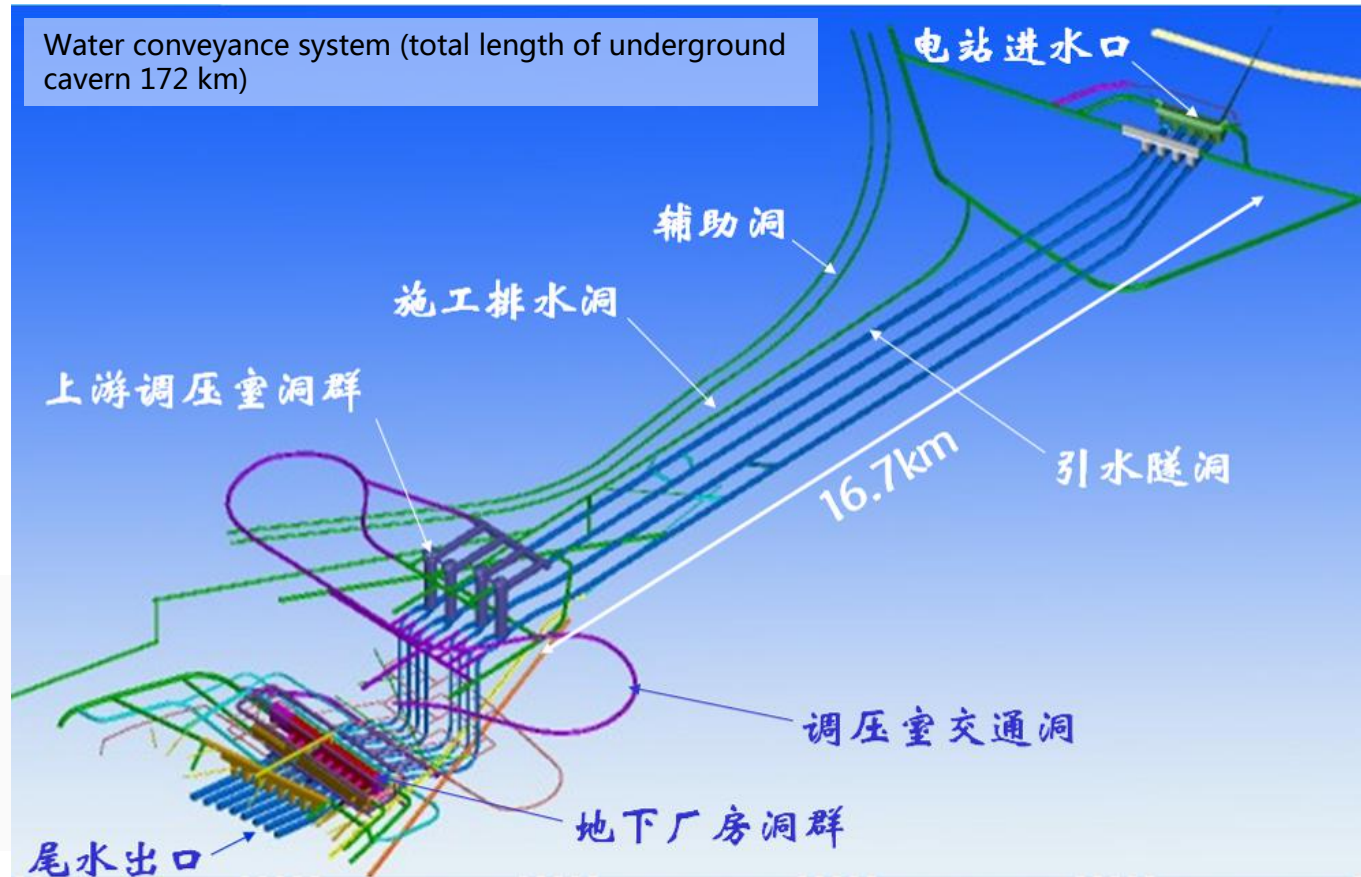 Water conveyance system (total length of underground
cavern 172 km)
电站进水口
辅助洞
施工排水洞
上游调压室洞群
16.7km
引水隧洞
调压室交通洞
地下厂房洞群
尾水出口